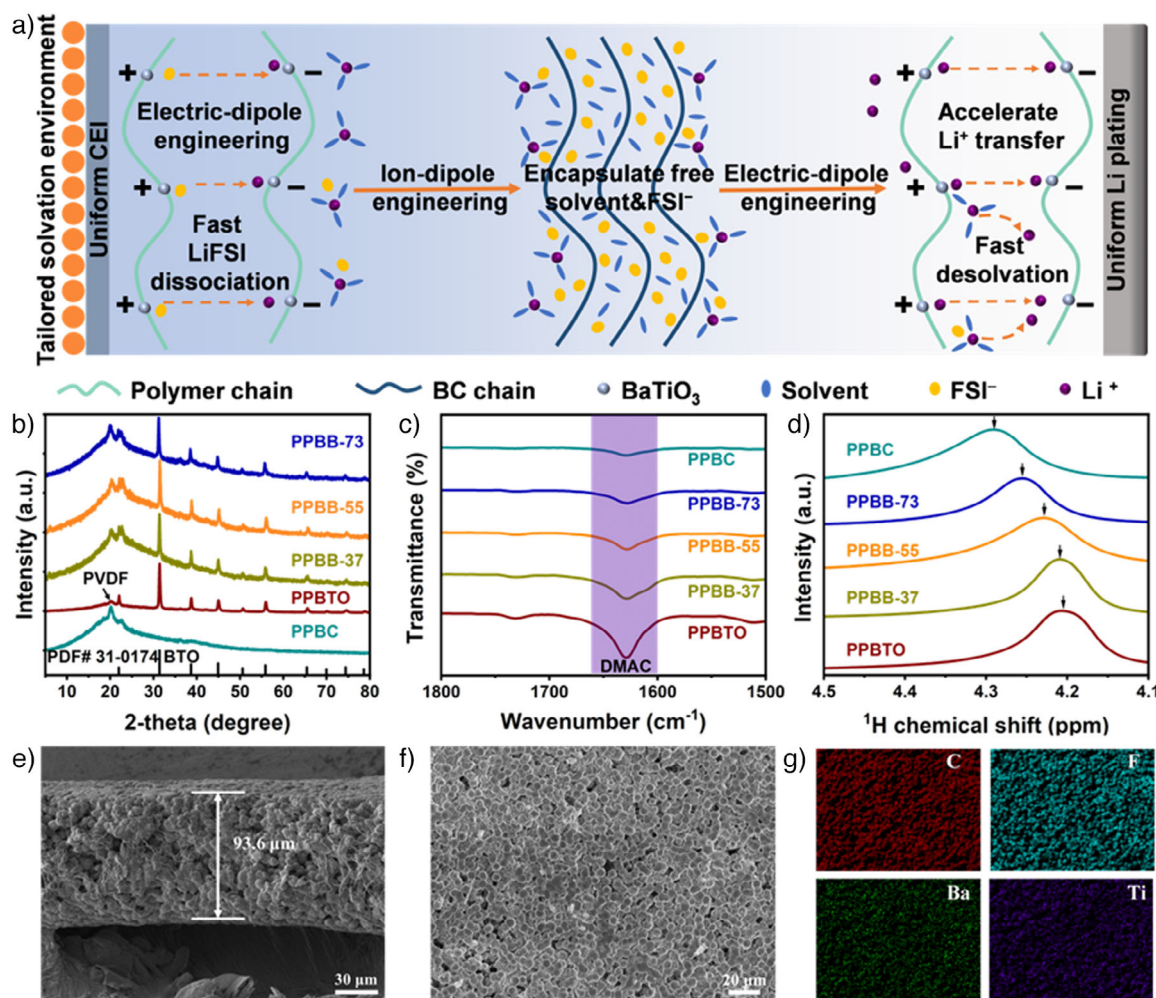 a)
Tailored solvation environment
Uniform CEI
+ −
Electric-dipole
engineering
+ −
Fast
LiFSI
dissociation
+ −
Ion-dipole
engineering
Encapsulate free
solvent&FSI⁻
Electric-dipole
engineering
+ −
Accelerate
Li⁺ transfer
+ −
Fast
desolvation
+ −
Uniform Li plating
Polymer chain BC chain BaTiO₃ Solvent FSI⁻ Li⁺
b)
Intensity (a.u.)
PPBB-73
PPBB-55
PPBB-37
PVDF
PPBTO
PPBC
PDF# 31-0174 BTO
10 20 30 40 50 60 70 80
2-theta (degree)
c)
Transmittance (%)
PPBC
PPBB-73
PPBB-55
PPBB-37
PPBTO
DMAC
1800 1700 1600 1500
Wavenumber (cm⁻¹)
d)
Intensity (a.u.)
PPBC
PPBB-73
PPBB-55
PPBB-37
PPBTO
4.5 4.4 4.3 4.2 4.1
¹H chemical shift (ppm)
e)
93.6 μm
30 μm
f)
20 μm
g)
C
F
Ba
Ti